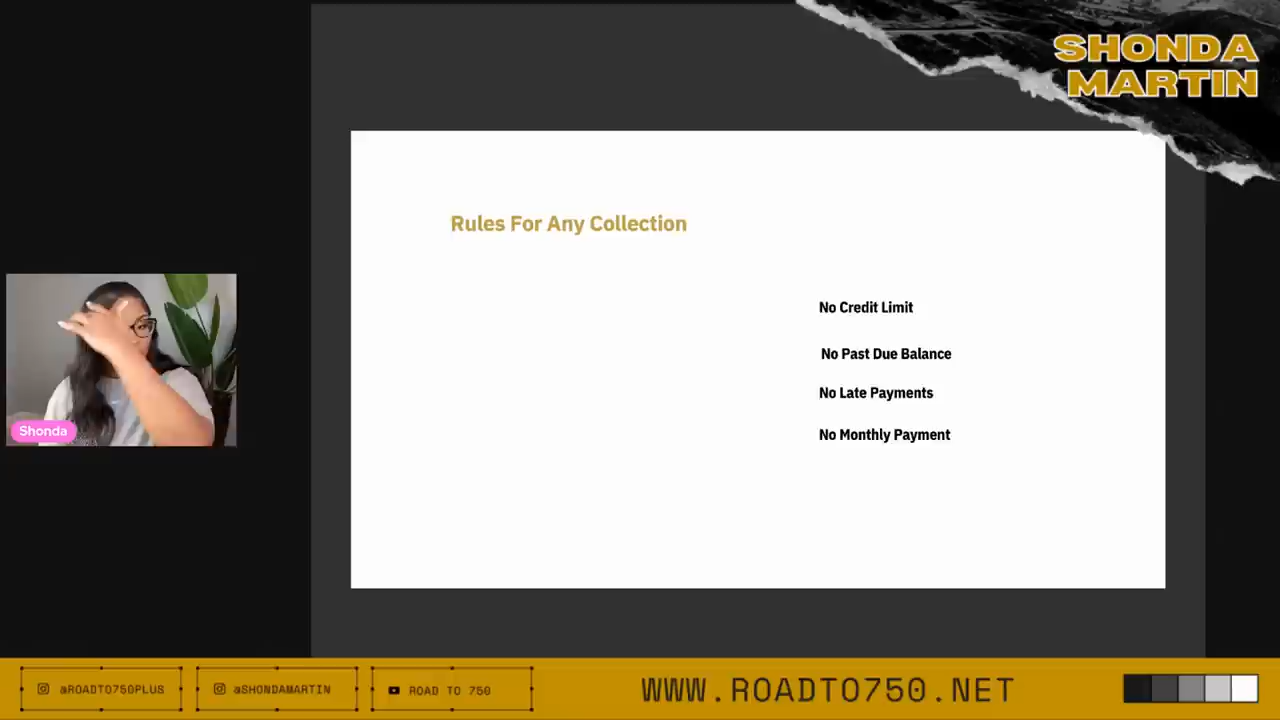 SHONDA
MARTIN
Rules For Any Collection
No Credit Limit
No Past Due Balance
No Late Payments
No Monthly Payment
Shonda
@ROADTO750PLUS
@SHONDAMARTIN
ROAD TO 750
WWW.ROADTO750.NET